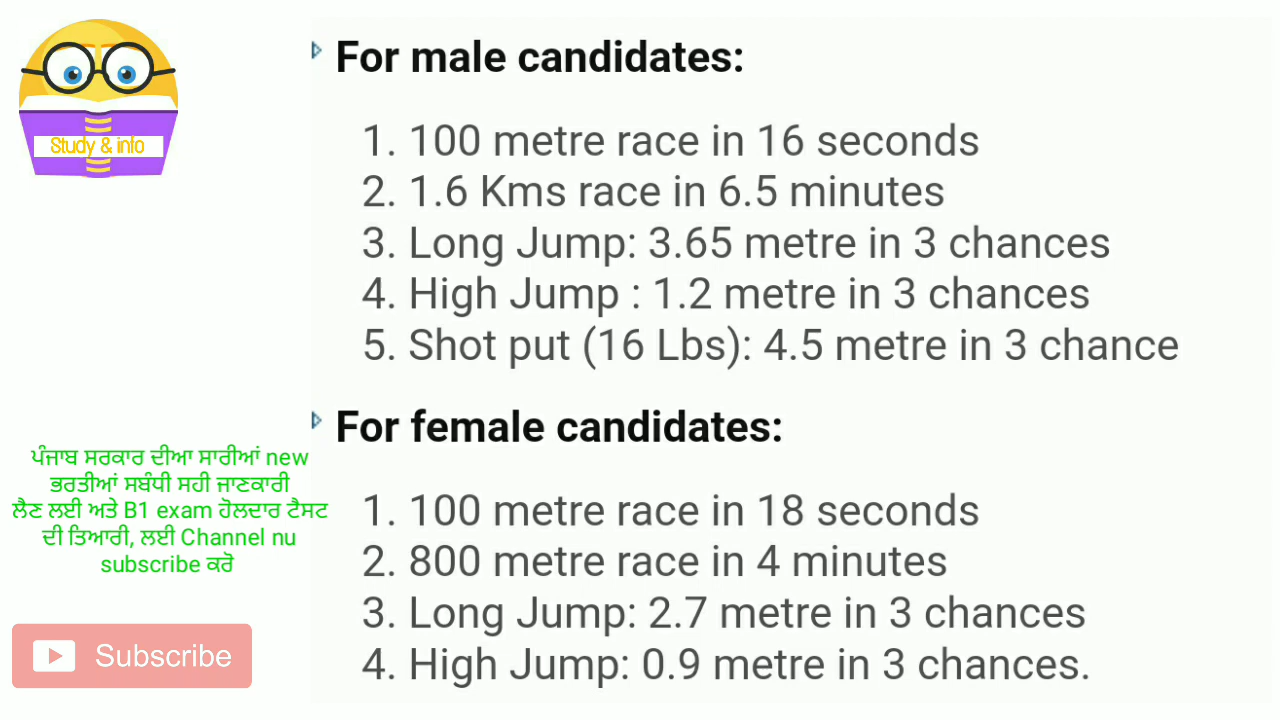 Study & info
For male candidates:
1. 100 metre race in 16 seconds
2. 1.6 Kms race in 6.5 minutes
3. Long Jump: 3.65 metre in 3 chances
4. High Jump : 1.2 metre in 3 chances
5. Shot put (16 Lbs): 4.5 metre in 3 chance
For female candidates:
1. 100 metre race in 18 seconds
2. 800 metre race in 4 minutes
3. Long Jump: 2.7 metre in 3 chances
4. High Jump: 0.9 metre in 3 chances.
ਪੰਜਾਬ ਸਰਕਾਰ ਦੀਆ ਸਾਰੀਆਂ new
ਭਰਤੀਆਂ ਸਬੰਧੀ ਸਹੀ ਜਾਣਕਾਰੀ
ਲੈਣ ਲਈ ਅਤੇ B1 exam ਹੋਲਦਾਰ ਟੈਸਟ
ਦੀ ਤਿਆਰੀ, ਲਈ Channel nu
subscribe ਕਰੋ
Subscribe